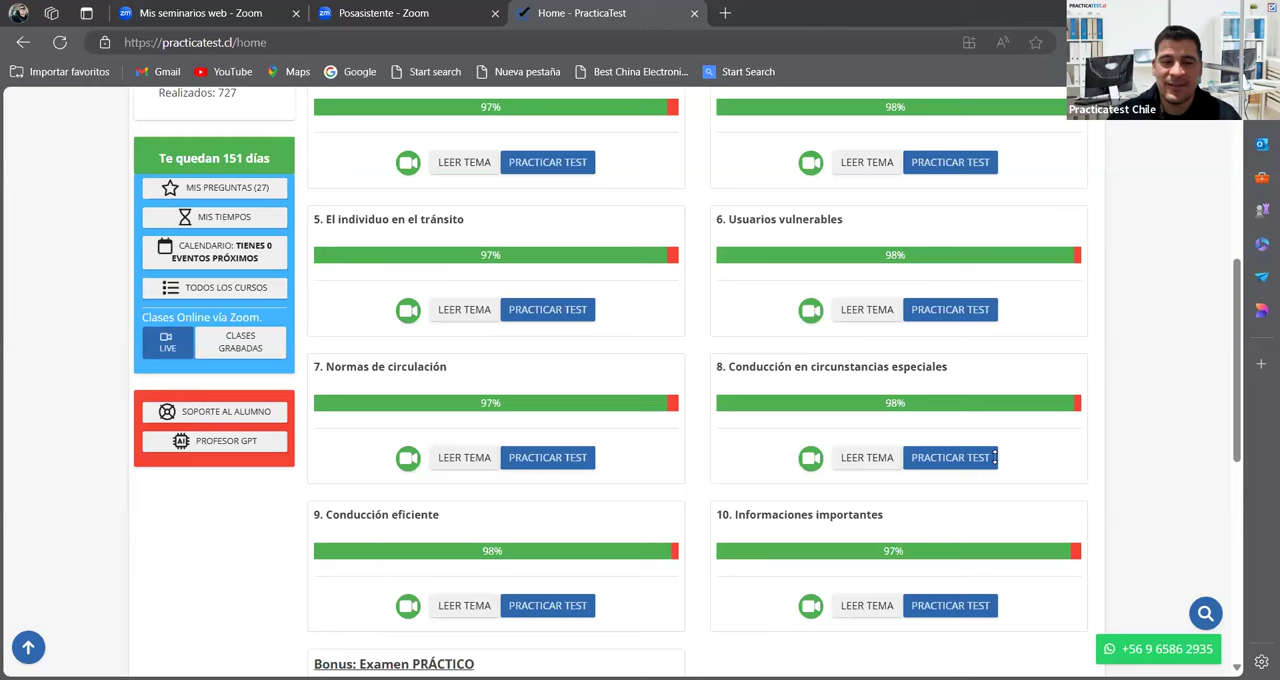 Mis seminarios web - Zoom
Posasistente - Zoom
Home - PracticaTest
https://practicatest.cl/home
Importar favoritos
Gmail
YouTube
Maps
Google
Start search
Nueva pestaña
Best China Electroni...
Start Search
PRACTICATEST.cl
Practicatest Chile
Realizados: 727
Te quedan 151 días
MIS PREGUNTAS (27)
MIS TIEMPOS
CALENDARIO: TIENES 0
EVENTOS PRÓXIMOS
TODOS LOS CURSOS
Clases Online vía Zoom.
LIVE
CLASES
GRABADAS
SOPORTE AL ALUMNO
AI PROFESOR GPT
97%
LEER TEMA
PRACTICAR TEST
98%
LEER TEMA
PRACTICAR TEST
5. El individuo en el tránsito
97%
LEER TEMA
PRACTICAR TEST
6. Usuarios vulnerables
98%
LEER TEMA
PRACTICAR TEST
7. Normas de circulación
97%
LEER TEMA
PRACTICAR TEST
8. Conducción en circunstancias especiales
98%
LEER TEMA
PRACTICAR TEST
9. Conducción eficiente
98%
LEER TEMA
PRACTICAR TEST
10. Informaciones importantes
97%
LEER TEMA
PRACTICAR TEST
Bonus: Examen PRÁCTICO
+56 9 6586 2935